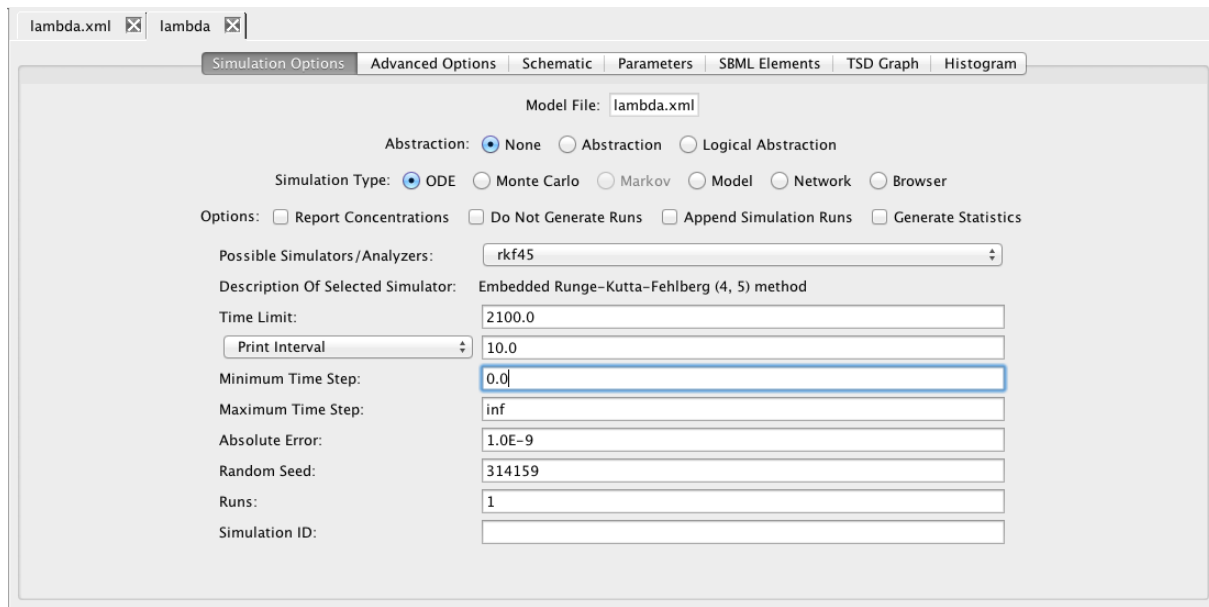 lambda.xml lambda
Simulation Options Advanced Options Schematic Parameters SBML Elements TSD Graph Histogram
Model File: lambda.xml
Abstraction: None Abstraction Logical Abstraction
Simulation Type: ODE Monte Carlo Markov Model Network Browser
Options: Report Concentrations Do Not Generate Runs Append Simulation Runs Generate Statistics
Possible Simulators/Analyzers: rkf45
Description Of Selected Simulator: Embedded Runge-Kutta-Fehlberg (4, 5) method
Time Limit: 2100.0
Print Interval 10.0
Minimum Time Step: 0.0
Maximum Time Step: inf
Absolute Error: 1.0E-9
Random Seed: 314159
Runs: 1
Simulation ID: